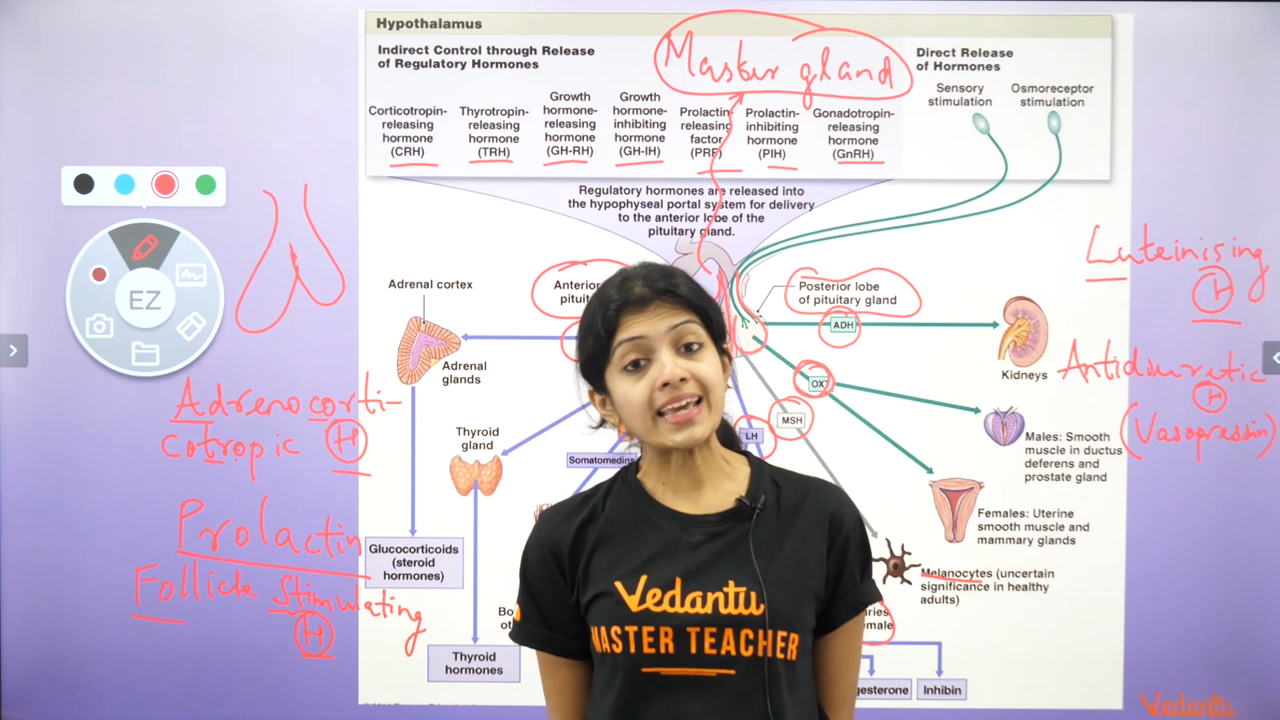 Hypothalamus
Indirect Control through Release
of Regulatory Hormones
Master gland
Direct Release
of Hormones
Corticotropin-
releasing
hormone
(CRH)
Thyrotropin-
releasing
hormone
(TRH)
Growth
hormone-
releasing
hormone
(GH-RH)
Growth
hormone-
inhibiting
hormone
(GH-IH)
Prolactin-
releasing
factor
(PRF)
Prolactin-
inhibiting
hormone
(PIH)
Gonadotropin-
releasing
hormone
(GnRH)
Sensory
stimulation
Osmoreceptor
stimulation
Regulatory hormones are released into
the hypophyseal portal system for delivery
to the anterior lobe of the
pituitary gland.
EZ
Adrenal cortex
Adrenal
glands
Anterior
Posterior lobe
of pituitary gland
ADH
Kidneys
OXT
MSH
LH
Luteinising
H
Antidiuretic
H
(Vasopressin)
Adrenocorti-
cotropic H
Thyroid
gland
Somatomedins
Males: Smooth
muscle in ductus
deferens and
prostate gland
Females: Uterine
smooth muscle and
mammary glands
Prolactin
Follicle Stimulating
H
Glucocorticoids
(steroid
hormones)
Melanocytes (uncertain
significance in healthy
adults)
Thyroid
hormones
Inhibin
Vedantu
MASTER TEACHER
Vedantu